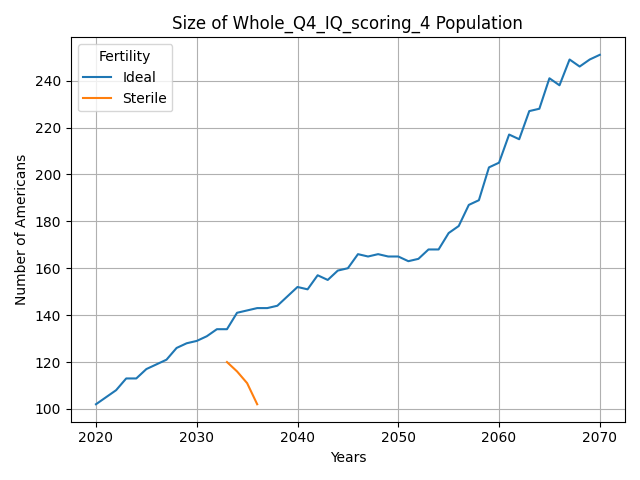 Size of Whole_Q4_IQ_scoring_4 Population
Fertility
Ideal
Sterile
Number of Americans
240
220
200
180
160
140
120
100
2020 2030 2040 2050 2060 2070
Years